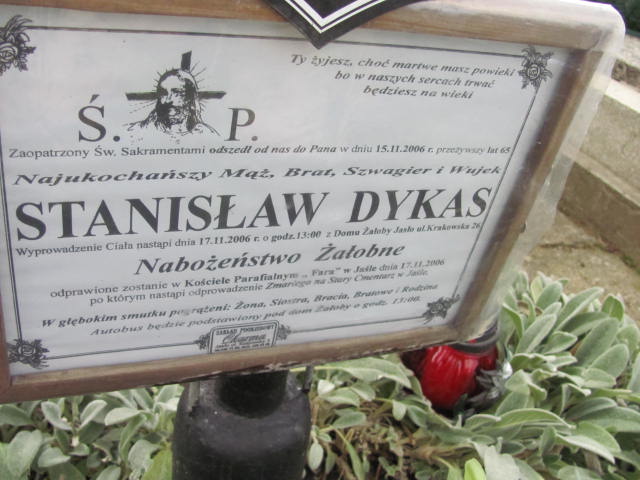 Ty żyjesz, choć martwe masz powieki
bo w naszych sercach trwać
będziesz na wieki
Ś. P.
Zaopatrzony Św. Sakramentami odszedł od nas do Pana w dniu 15.11.2006 r. przeżywszy lat 65
Najukochańszy Mąż, Brat, Szwagier i Wujek
STANISŁAW DYKAS
Wyprowadzenie Ciała nastąpi dnia 17.11.2006 r. o godz.13:00 z Domu Żałoby Jasło ul.Krakowska 26
Nabożeństwo Żałobne
odprawione zostanie w Kościele Parafialnym „Fara" w Jaśle dnia 17.11.2006
po którym nastąpi odprowadzenie Zmarłego na Stary Cmentarz w Jaśle.
W głębokim smutku pogrążeni: Żona, Siostra, Bracia, Bratowe i Rodzina
Autobus będzie podstawiony pod dom Żałoby o godz. 13:00.
ZAKŁAD POGRZEBOWY
Charma